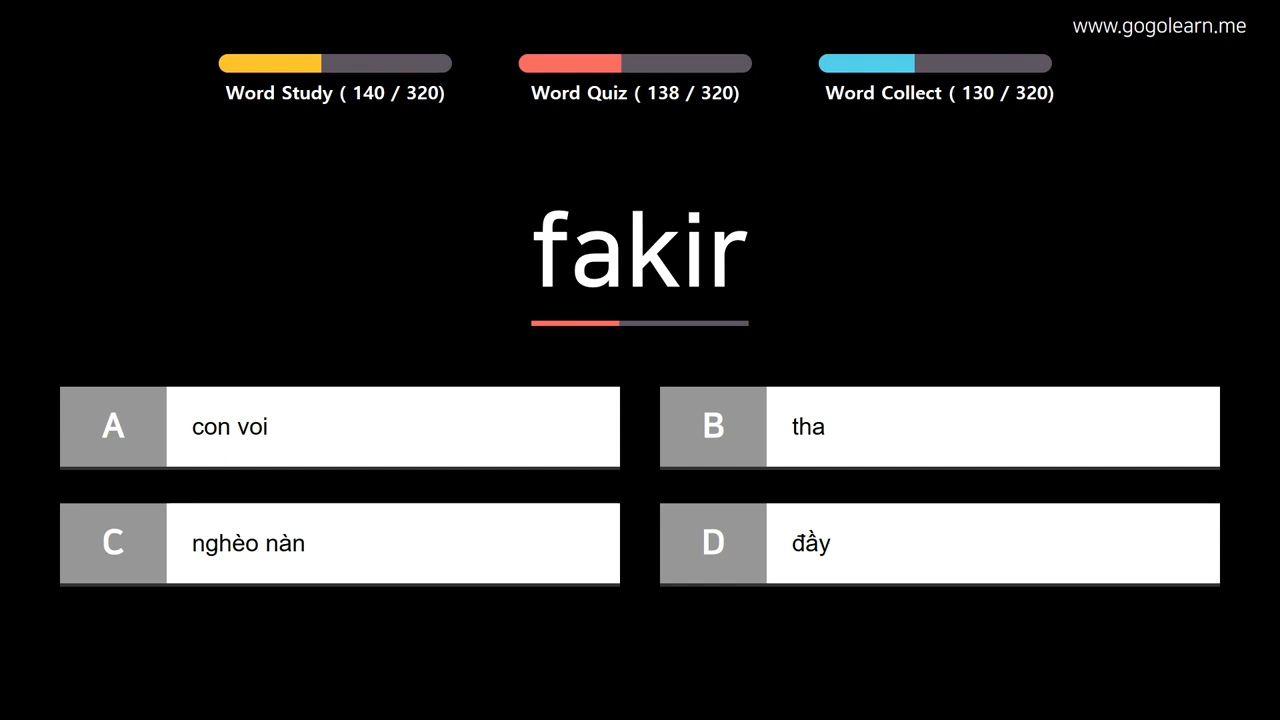 www.gogolearn.me
Word Study ( 140 / 320)
Word Quiz ( 138 / 320)
Word Collect ( 130 / 320)
fakir
A
con voi
B
tha
C
nghèo nàn
D
đầy